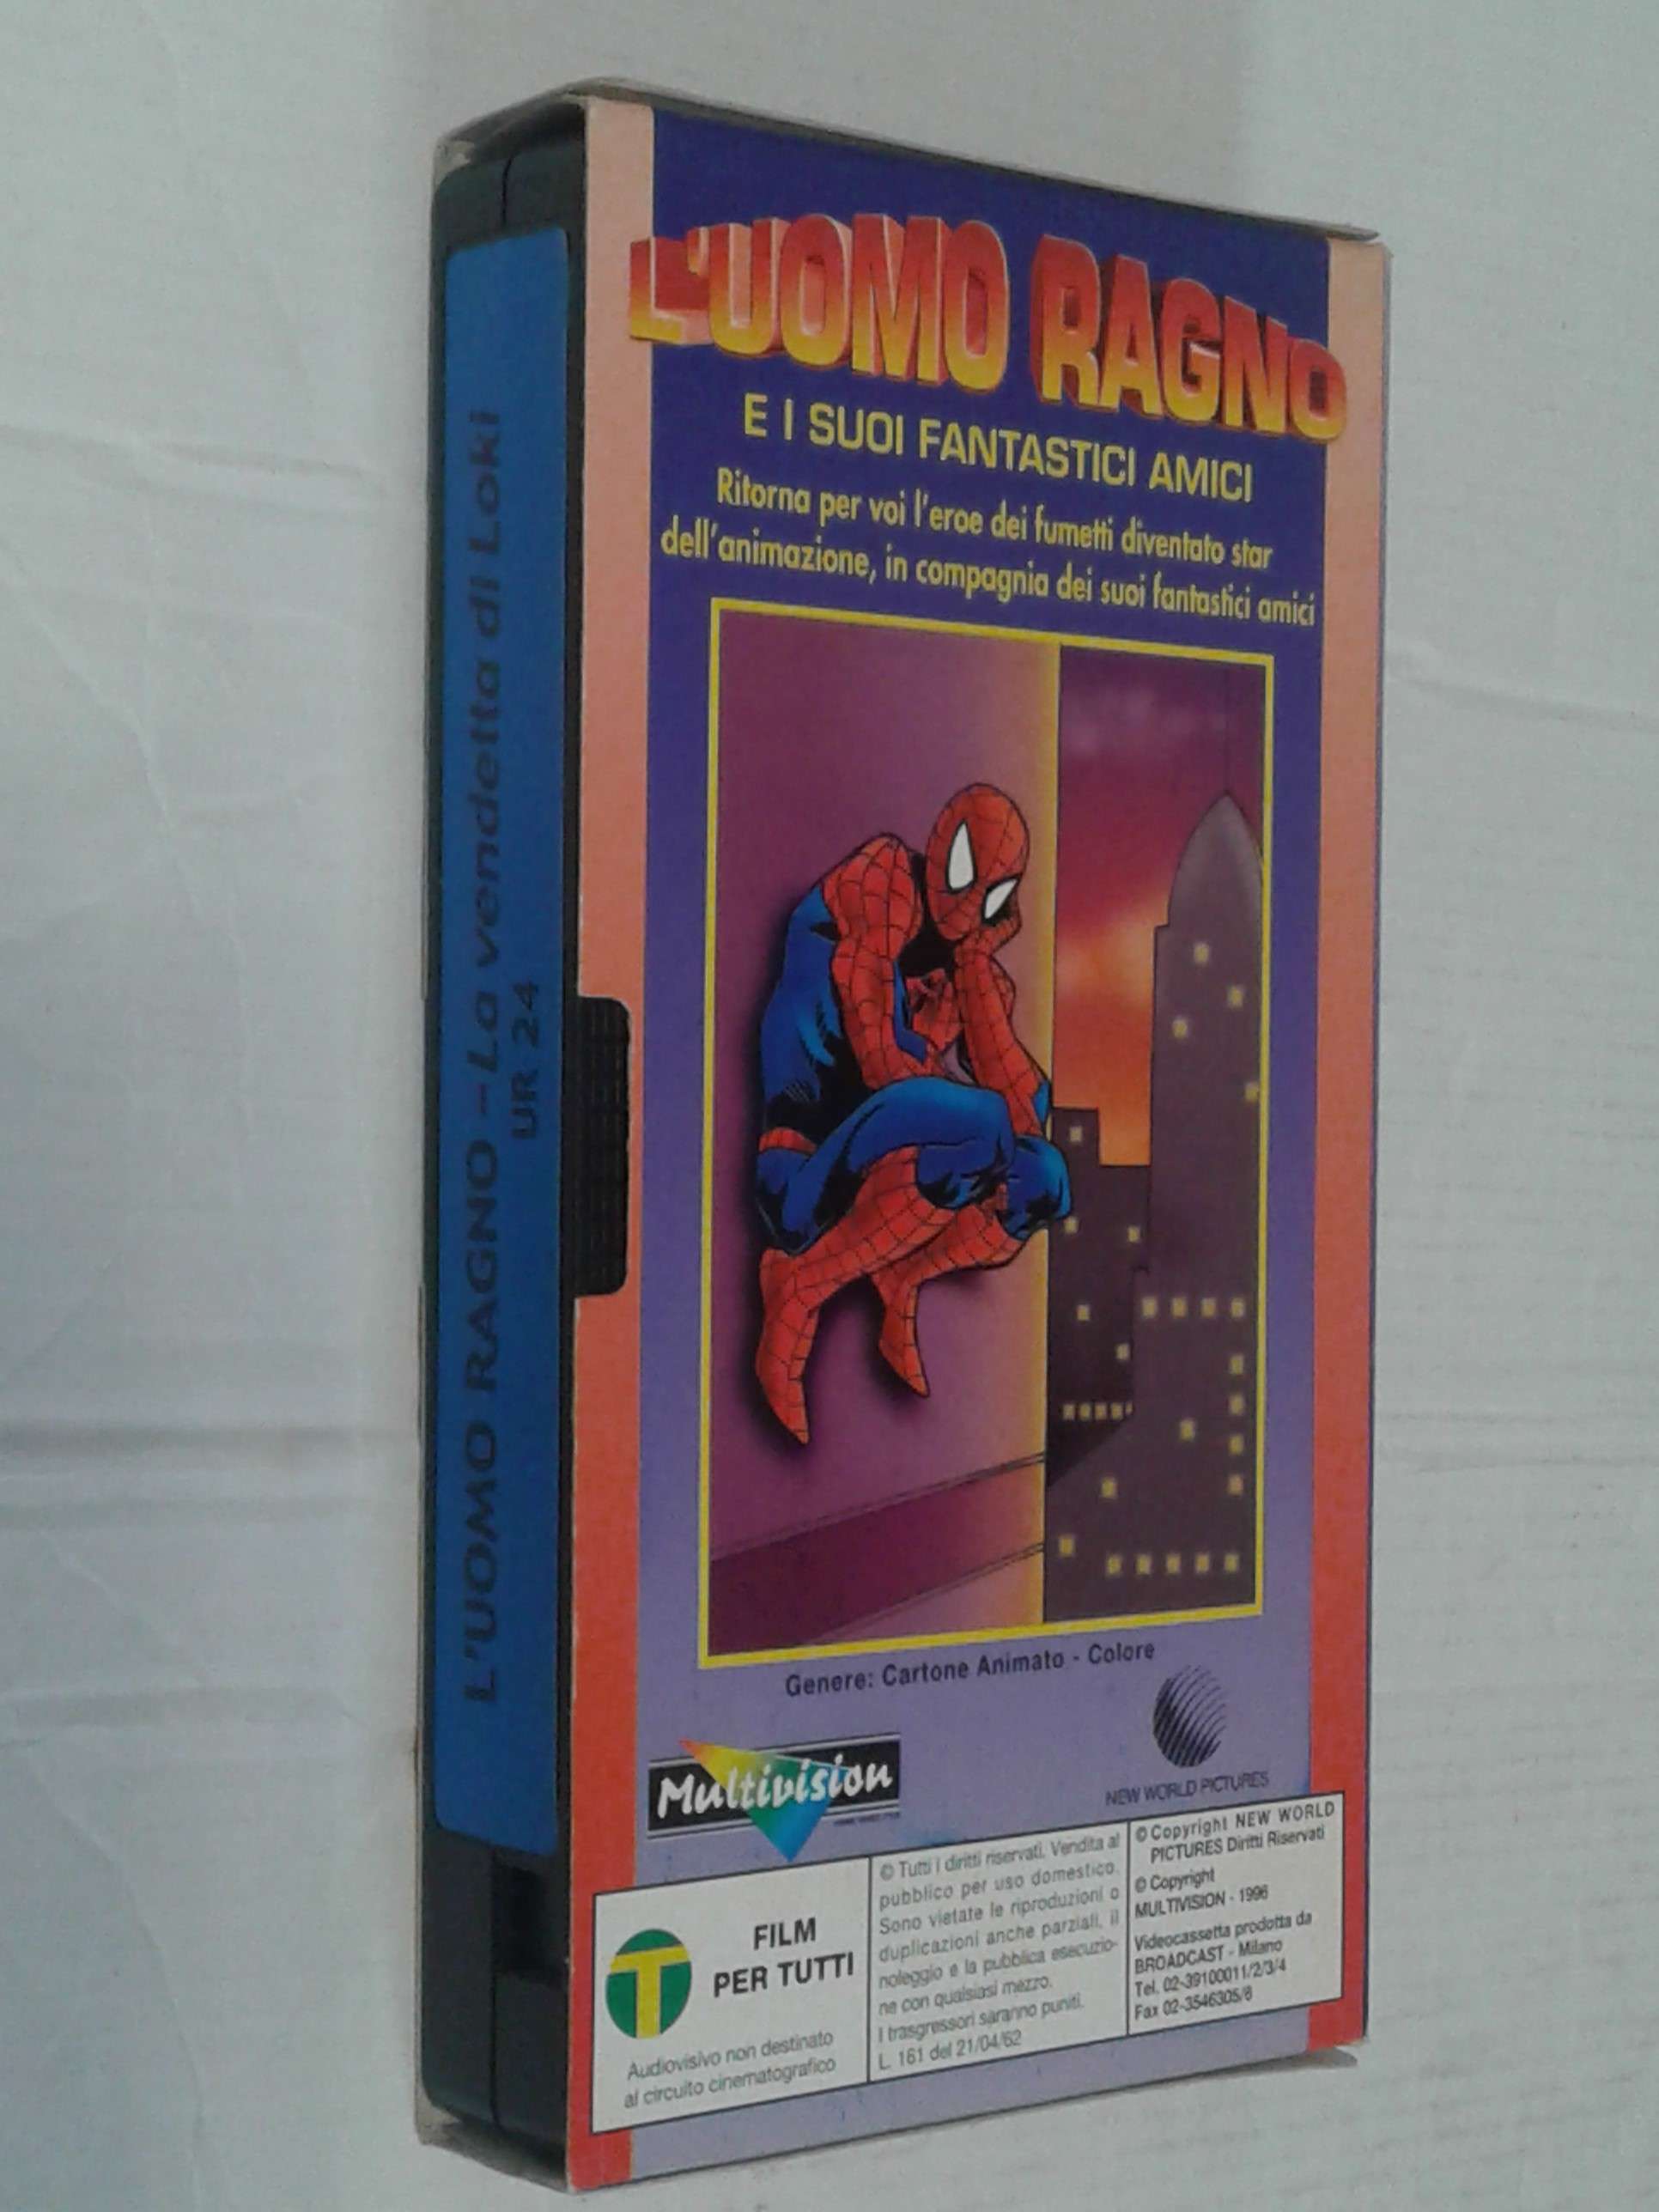 L'UOMO RAGNO - La vendetta di Loki
UR 24
L'UOMO RAGNO
E I SUOI FANTASTICI AMICI
Ritorna per voi l'eroe dei fumetti diventato star
dell'animazione, in compagnia dei suoi fantastici amici
Genere: Cartone Animato - Colore
Multivision
NEW WORLD PICTURES
T
FILM
PER TUTTI
Audiovisivo non destinato
al circuito cinematografico
© Tutti i diritti riservati. Vendita al
pubblico per uso domestico.
Sono vietate le riproduzioni o
duplicazioni anche parziali, il
noleggio e la pubblica esecuzio-
ne con qualsiasi mezzo.
I trasgressori saranno puniti.
L. 161 del 21/04/62
© Copyright NEW WORLD
PICTURES Diritti Riservati
© Copyright
MULTIVISION - 1996
Videocassetta prodotta da
BROADCAST - Milano
Tel. 02-39100011/2/3/4
Fax 02-3546305/8